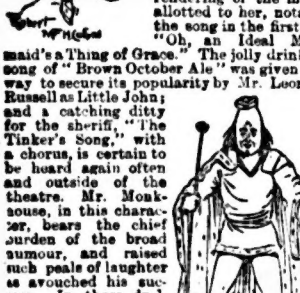 Robert
allotted to her, nota
the song in the first
"Oh, an Ideal M
maid's a Thing of Grace." The jolly drinl
song of "Brown October Ale" was given
way to secure its popularity by Mr. Leon
Russell as Little John;
and a catching ditty
for the sheriff, "The
Tinker's Song," with
a chorus, is certain to
be heard again often
and outside of the
theatre. Mr. Monk-
house, in this charac-
ter, bears the chief
burden of the broad
humour, and raised
such peals of laughter
as avouched his suc-